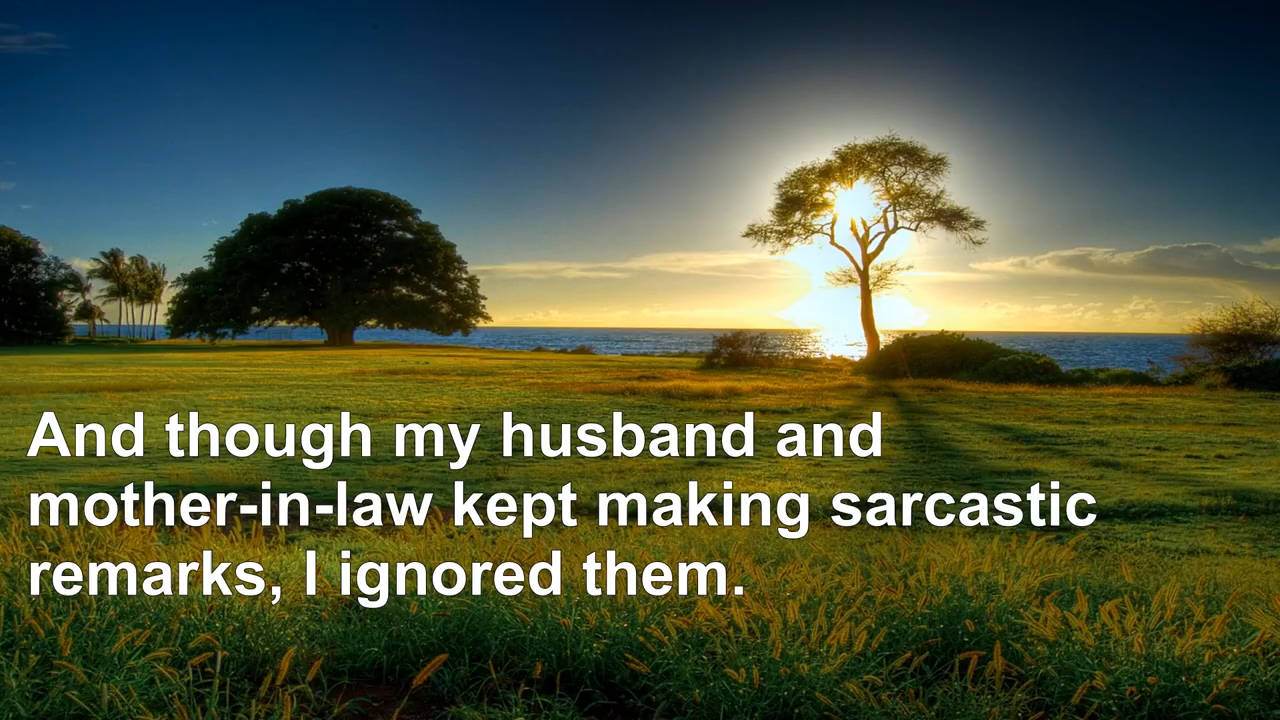 And though my husband and
mother-in-law kept making sarcastic
remarks, I ignored them.